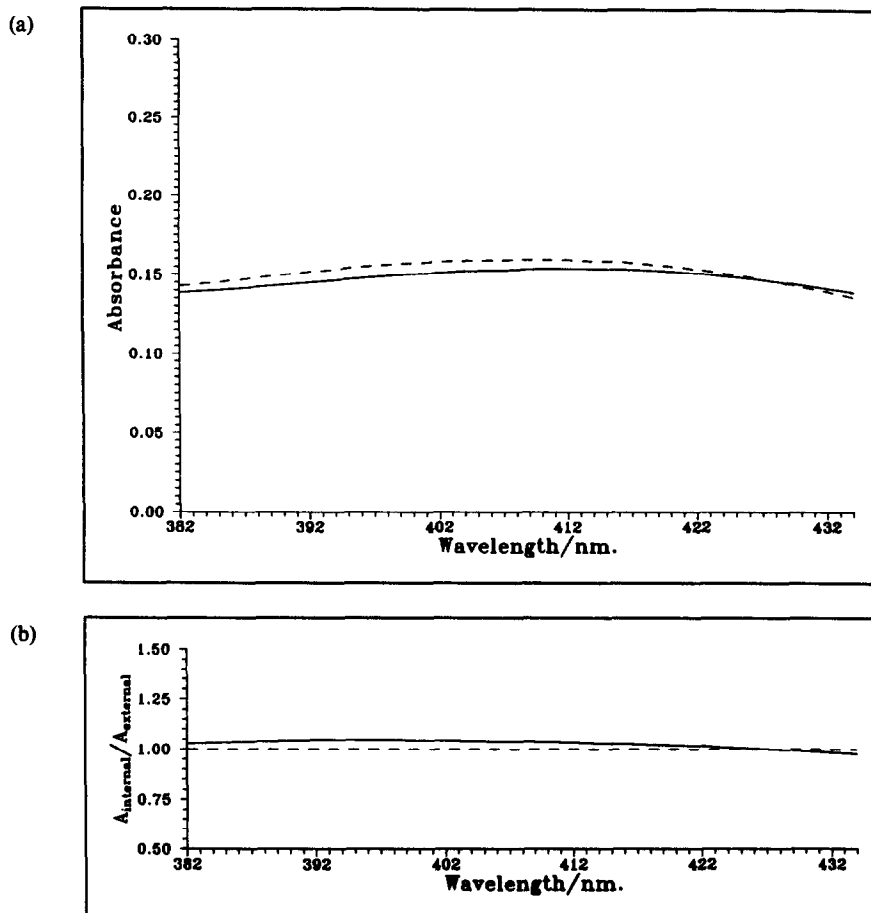 (a)
0.30
0.25
0.20
0.15
0.10
0.05
0.00
Absorbance
382 392 402 412 422 432
Wavelength/nm.
(b)
1.50
1.25
1.00
0.75
0.50
A internal/A external
382 392 402 412 422 432
Wavelength/nm.